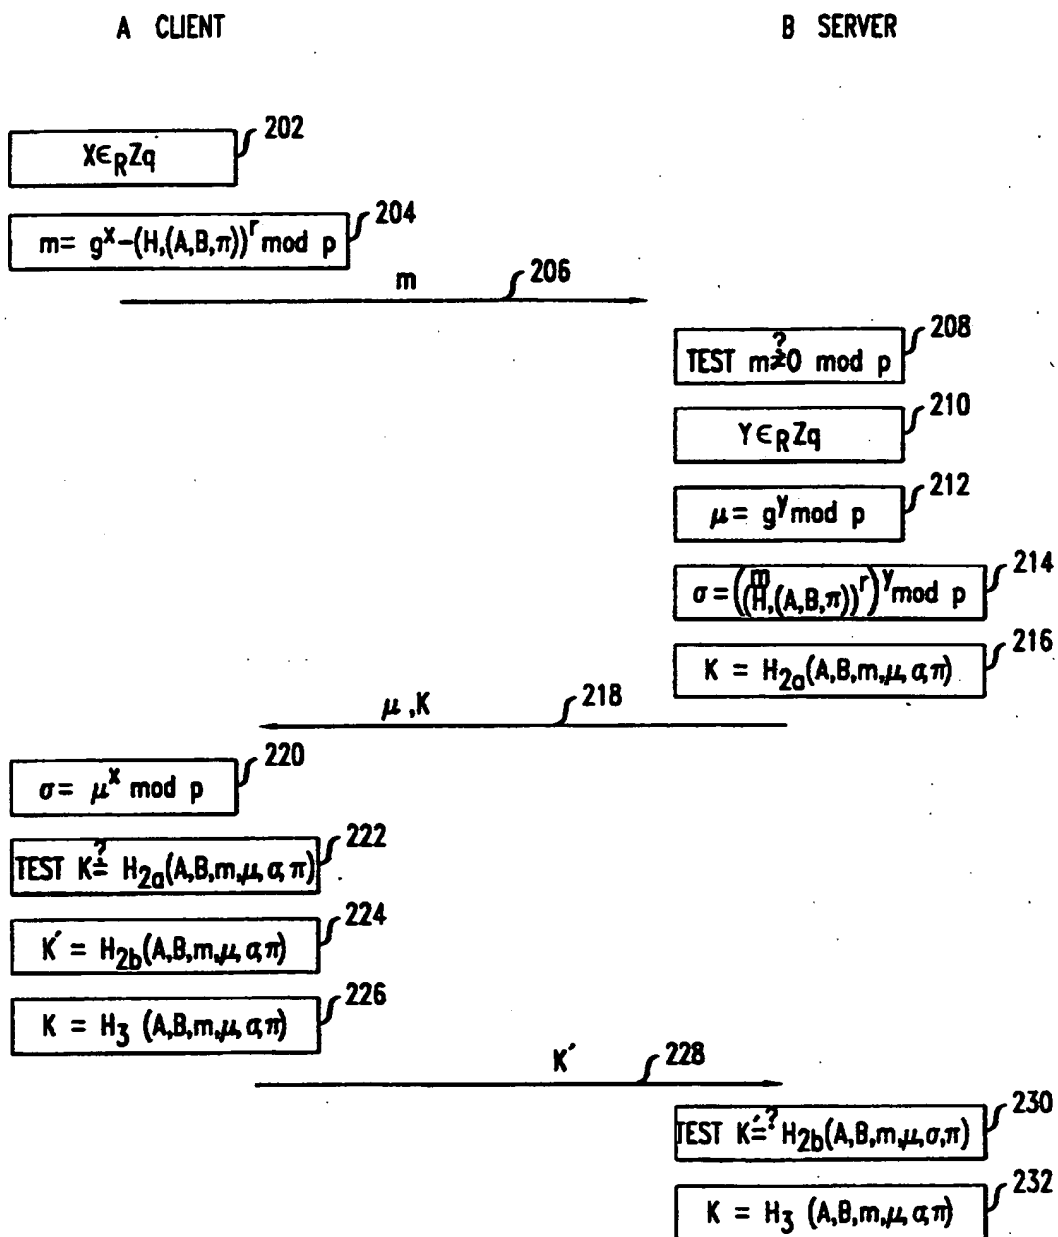 A CLIENT
B SERVER
202
X∈RZq
204
m= g^x-(H,(A,B,π))^r mod p
m
206
208
TEST m≢?0 mod p
210
Y∈RZq
212
μ= g^y mod p
214
σ=(m/(H,(A,B,π))^r)^y mod p
216
K = H2a(A,B,m,μ,σ,π)
μ ,K
218
220
σ= μ^x mod p
222
TEST K≟ H2a(A,B,m,μ,σ,π)
224
K′ = H2b(A,B,m,μ,σ,π)
226
K = H3 (A,B,m,μ,σ,π)
K′
228
230
TEST K′=? H2b(A,B,m,μ,σ,π)
232
K = H3 (A,B,m,μ,σ,π)